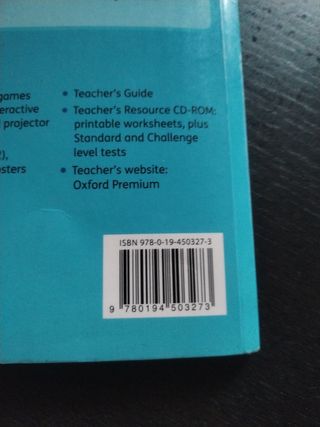 games
• Teacher's Guide
eractive
• Teacher's Resource CD-ROM:
projector
printable worksheets, plus
Standard and Challenge
2),
level tests
osters
• Teacher's website:
Oxford Premium
ISBN 978-0-19-450327-3
9 780194 503273